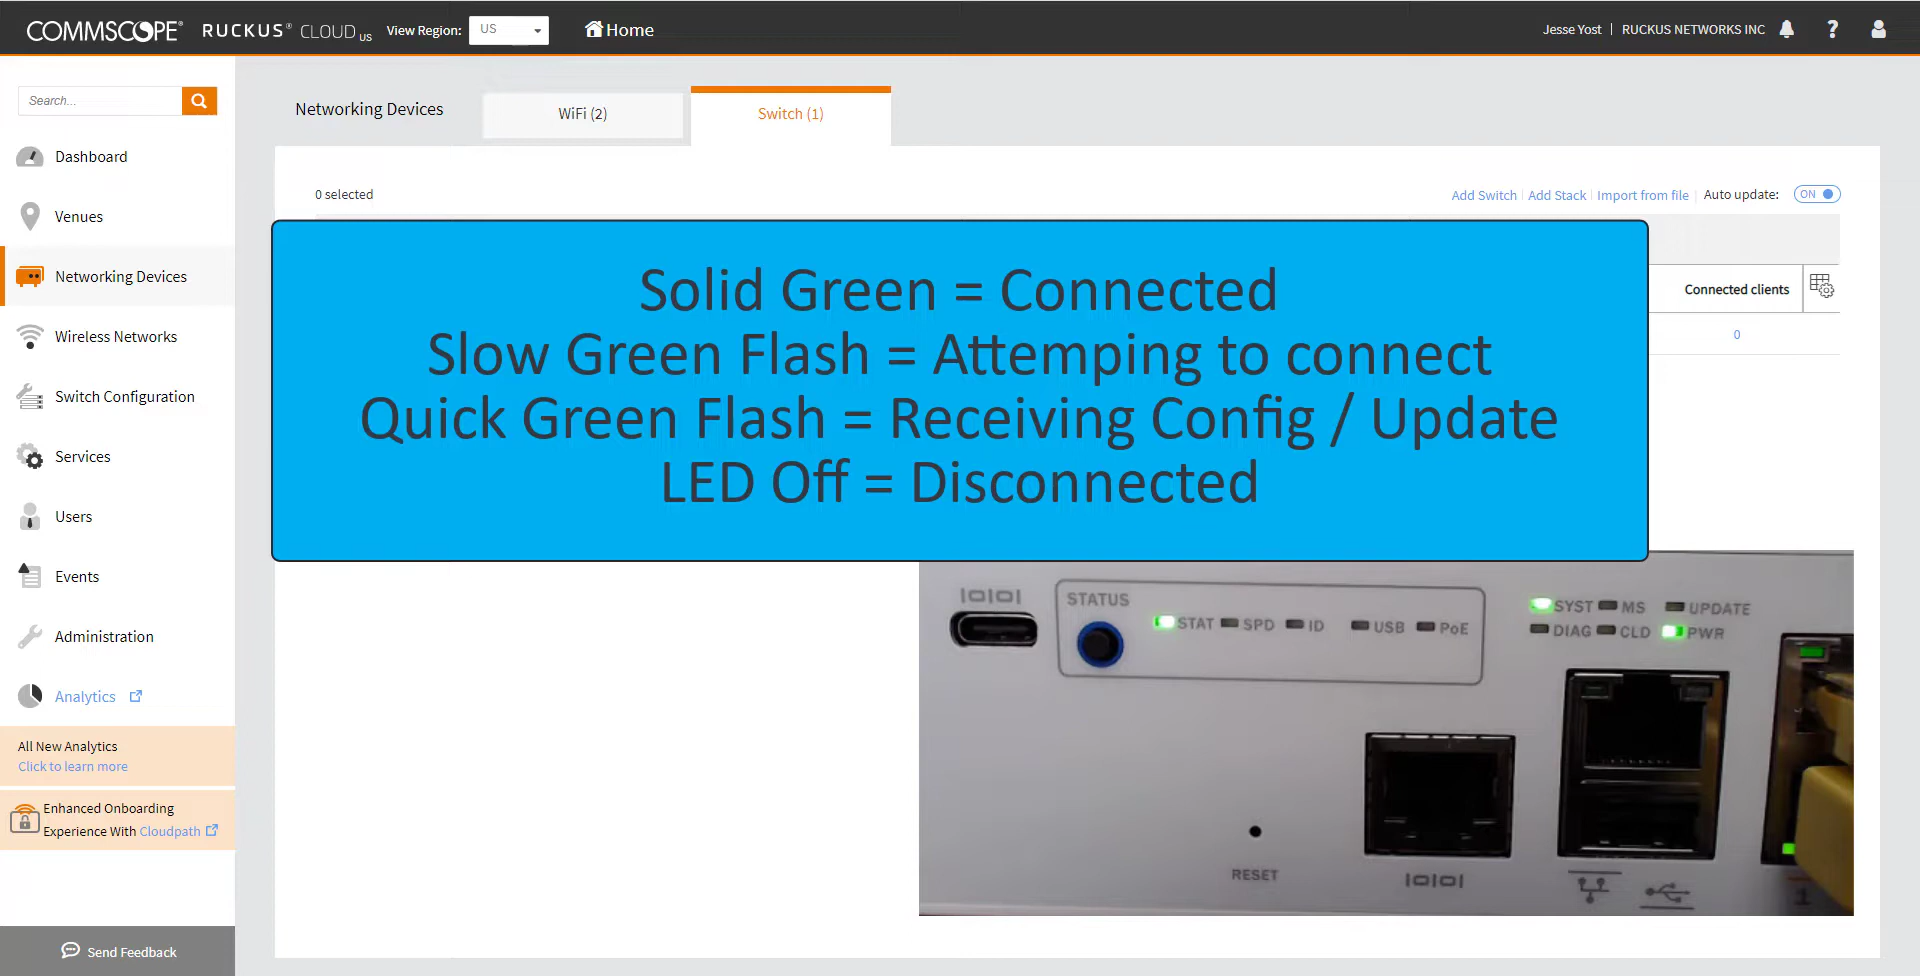 COMMSCOPE® RUCKUS® CLOUD US View Region: US Home Jesse Yost | RUCKUS NETWORKS INC ?
Search...
Dashboard
Venues
Networking Devices
Wireless Networks
Switch Configuration
Services
Users
Events
Administration
Analytics
All New Analytics
Click to learn more
Enhanced Onboarding
Experience With Cloudpath
Send Feedback
Networking Devices WiFi (2) Switch (1)
0 selected Add Switch | Add Stack | Import from file | Auto update: ON
Connected clients
0
Solid Green = Connected
Slow Green Flash = Attemping to connect
Quick Green Flash = Receiving Config / Update
LED Off = Disconnected
|O|O| STATUS
STAT SPD ID USB PoE
SYST MS UPDATE
DIAG CLD PWR
RESET
|O|O|
1